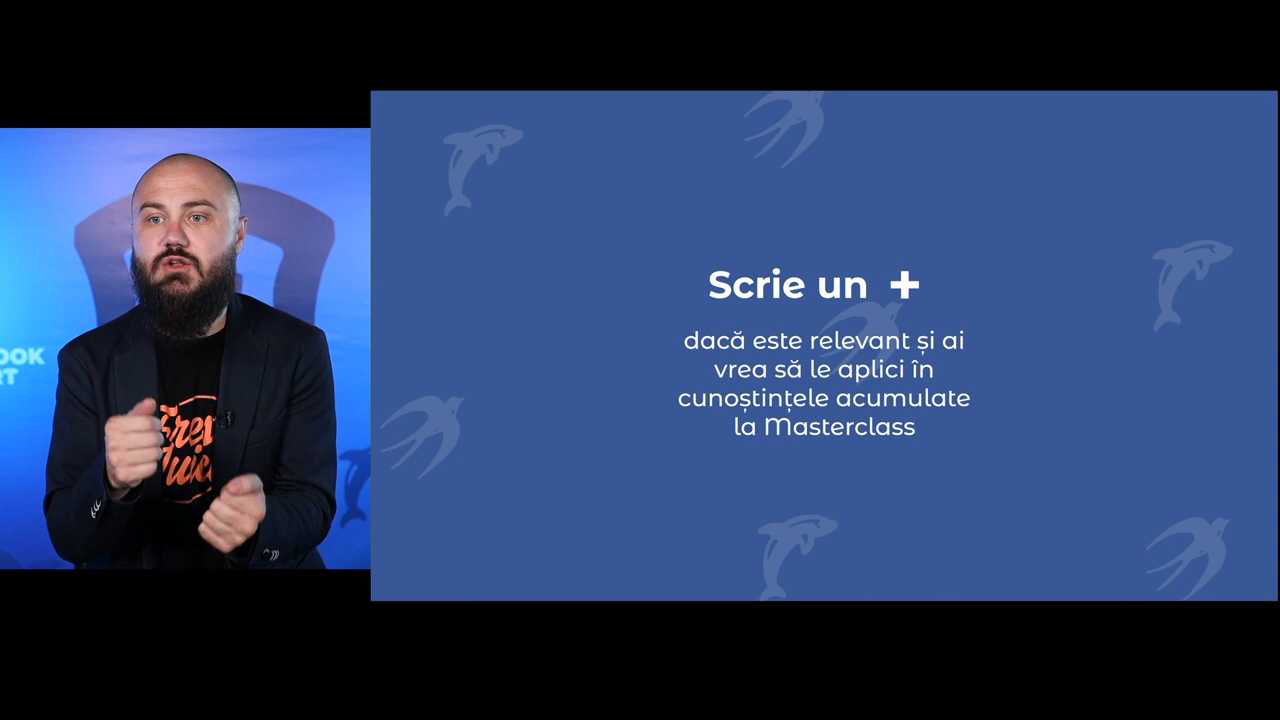 Scrie un +
dacă este relevant și ai
vrea să le aplici în
cunoștințele acumulate
la Masterclass